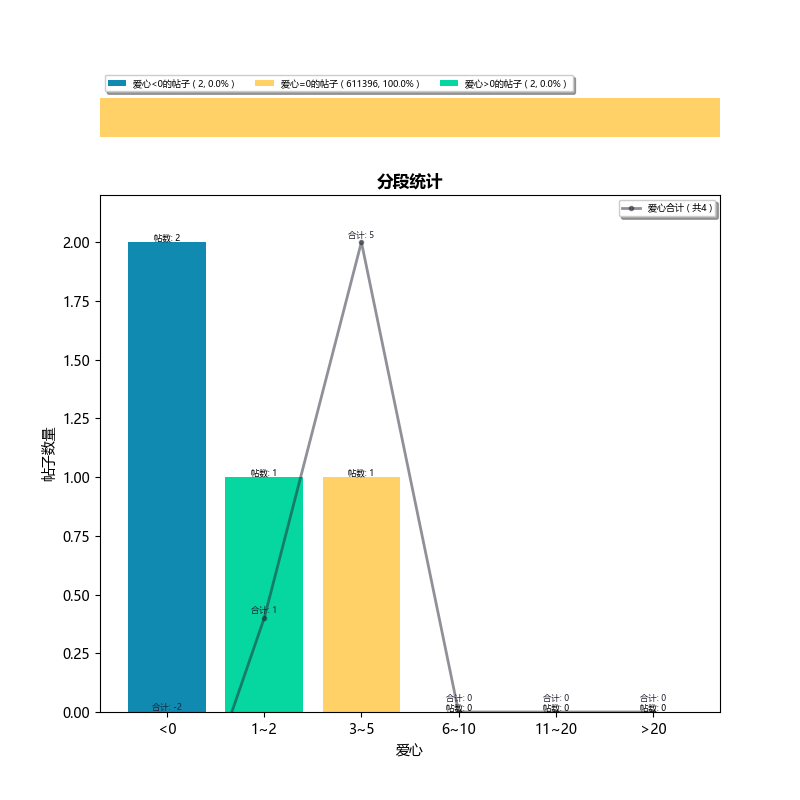 爱心<0的帖子 ( 2, 0.0% ) 爱心=0的帖子 ( 611396, 100.0% ) 爱心>0的帖子 ( 2, 0.0% )
分段统计
爱心合计 ( 共4 )
帖子数量
2.00
1.75
1.50
1.25
1.00
0.75
0.50
0.25
0.00
帖数: 2
合计: 5
帖数: 1
帖数: 1
合计: 1
合计: -2
合计: 0
帖数: 0
合计: 0
帖数: 0
合计: 0
帖数: 0
<0 1~2 3~5 6~10 11~20 >20
爱心